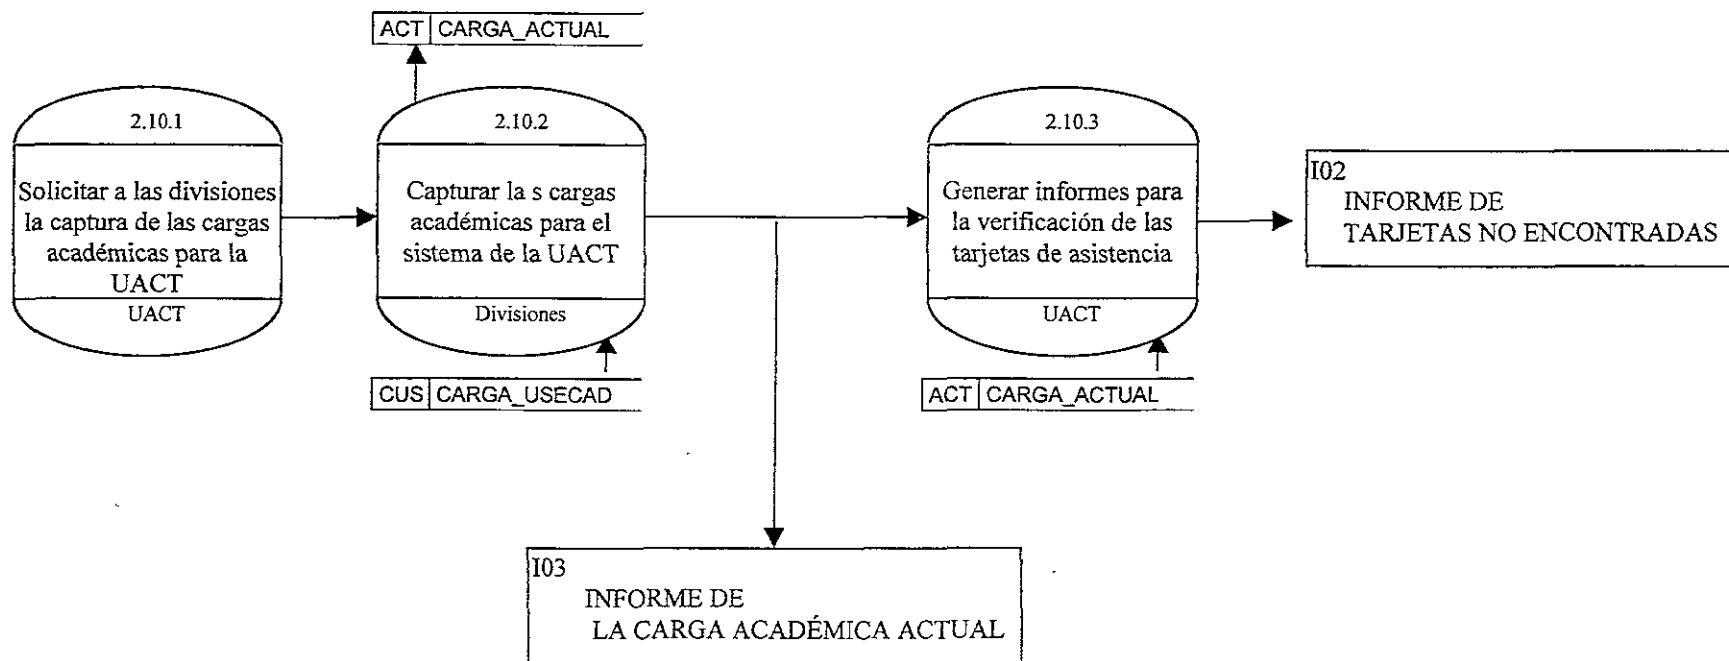 ACT CARGA_ACTUAL
2.10.1
Solicitar a las divisiones
la captura de las cargas
académicas para la
UACT
UACT
2.10.2
Capturar la s cargas
académicas para el
sistema de la UACT
Divisiones
CUS CARGA_USECAD
2.10.3
Generar informes para
la verificación de las
tarjetas de asistencia
UACT
ACT CARGA_ACTUAL
I02
INFORME DE
TARJETAS NO ENCONTRADAS
I03
INFORME DE
LA CARGA ACADÉMICA ACTUAL